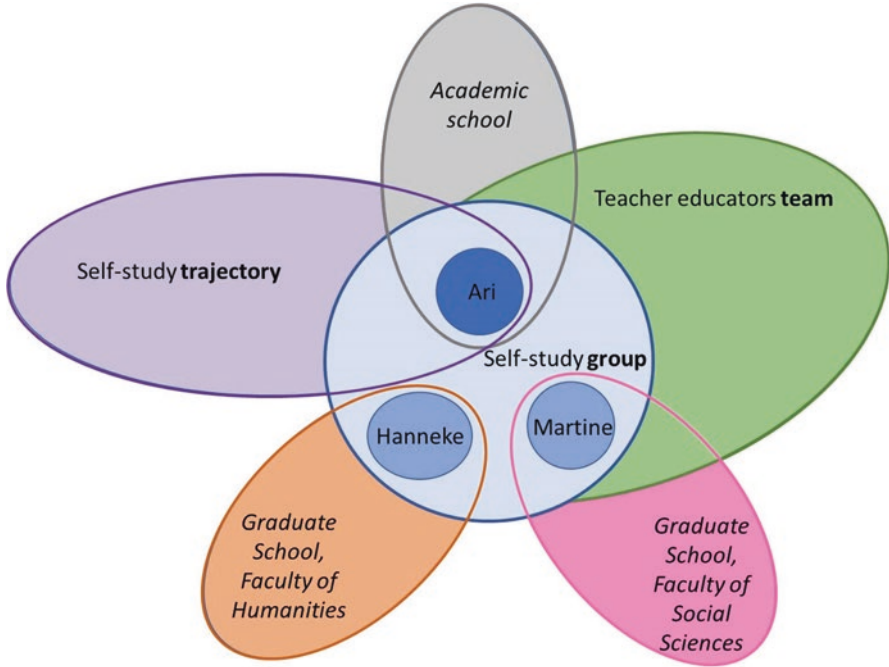 Academic
school
Teacher educators team
Self-study trajectory
Ari
Self-study group
Hanneke
Martine
Graduate
School,
Faculty of
Humanities
Graduate
School,
Faculty of
Social
Sciences